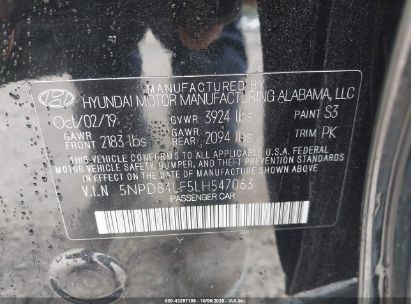 MANUFACTURED BY
HYUNDAI MOTOR MANUFACTURING ALABAMA, LLC
Oct/02/19 GVWR 3924 lbs PAINT S3
GAWR FRONT 2183 lbs GAWR 2094 lbs TRIM PK
THIS VEHICLE CONFORMS TO ALL APPLICABLE U.S.A. FEDERAL
MOTOR VEHICLE SAFETY, BUMPER, AND THEFT
PREVENTION STANDARDS IN EFFECT ON THE DATE OF
MANUFACTURE SHOWN ABOVE.
V.I.N 5NPD84LF5LH547063
PASSENGER CAR